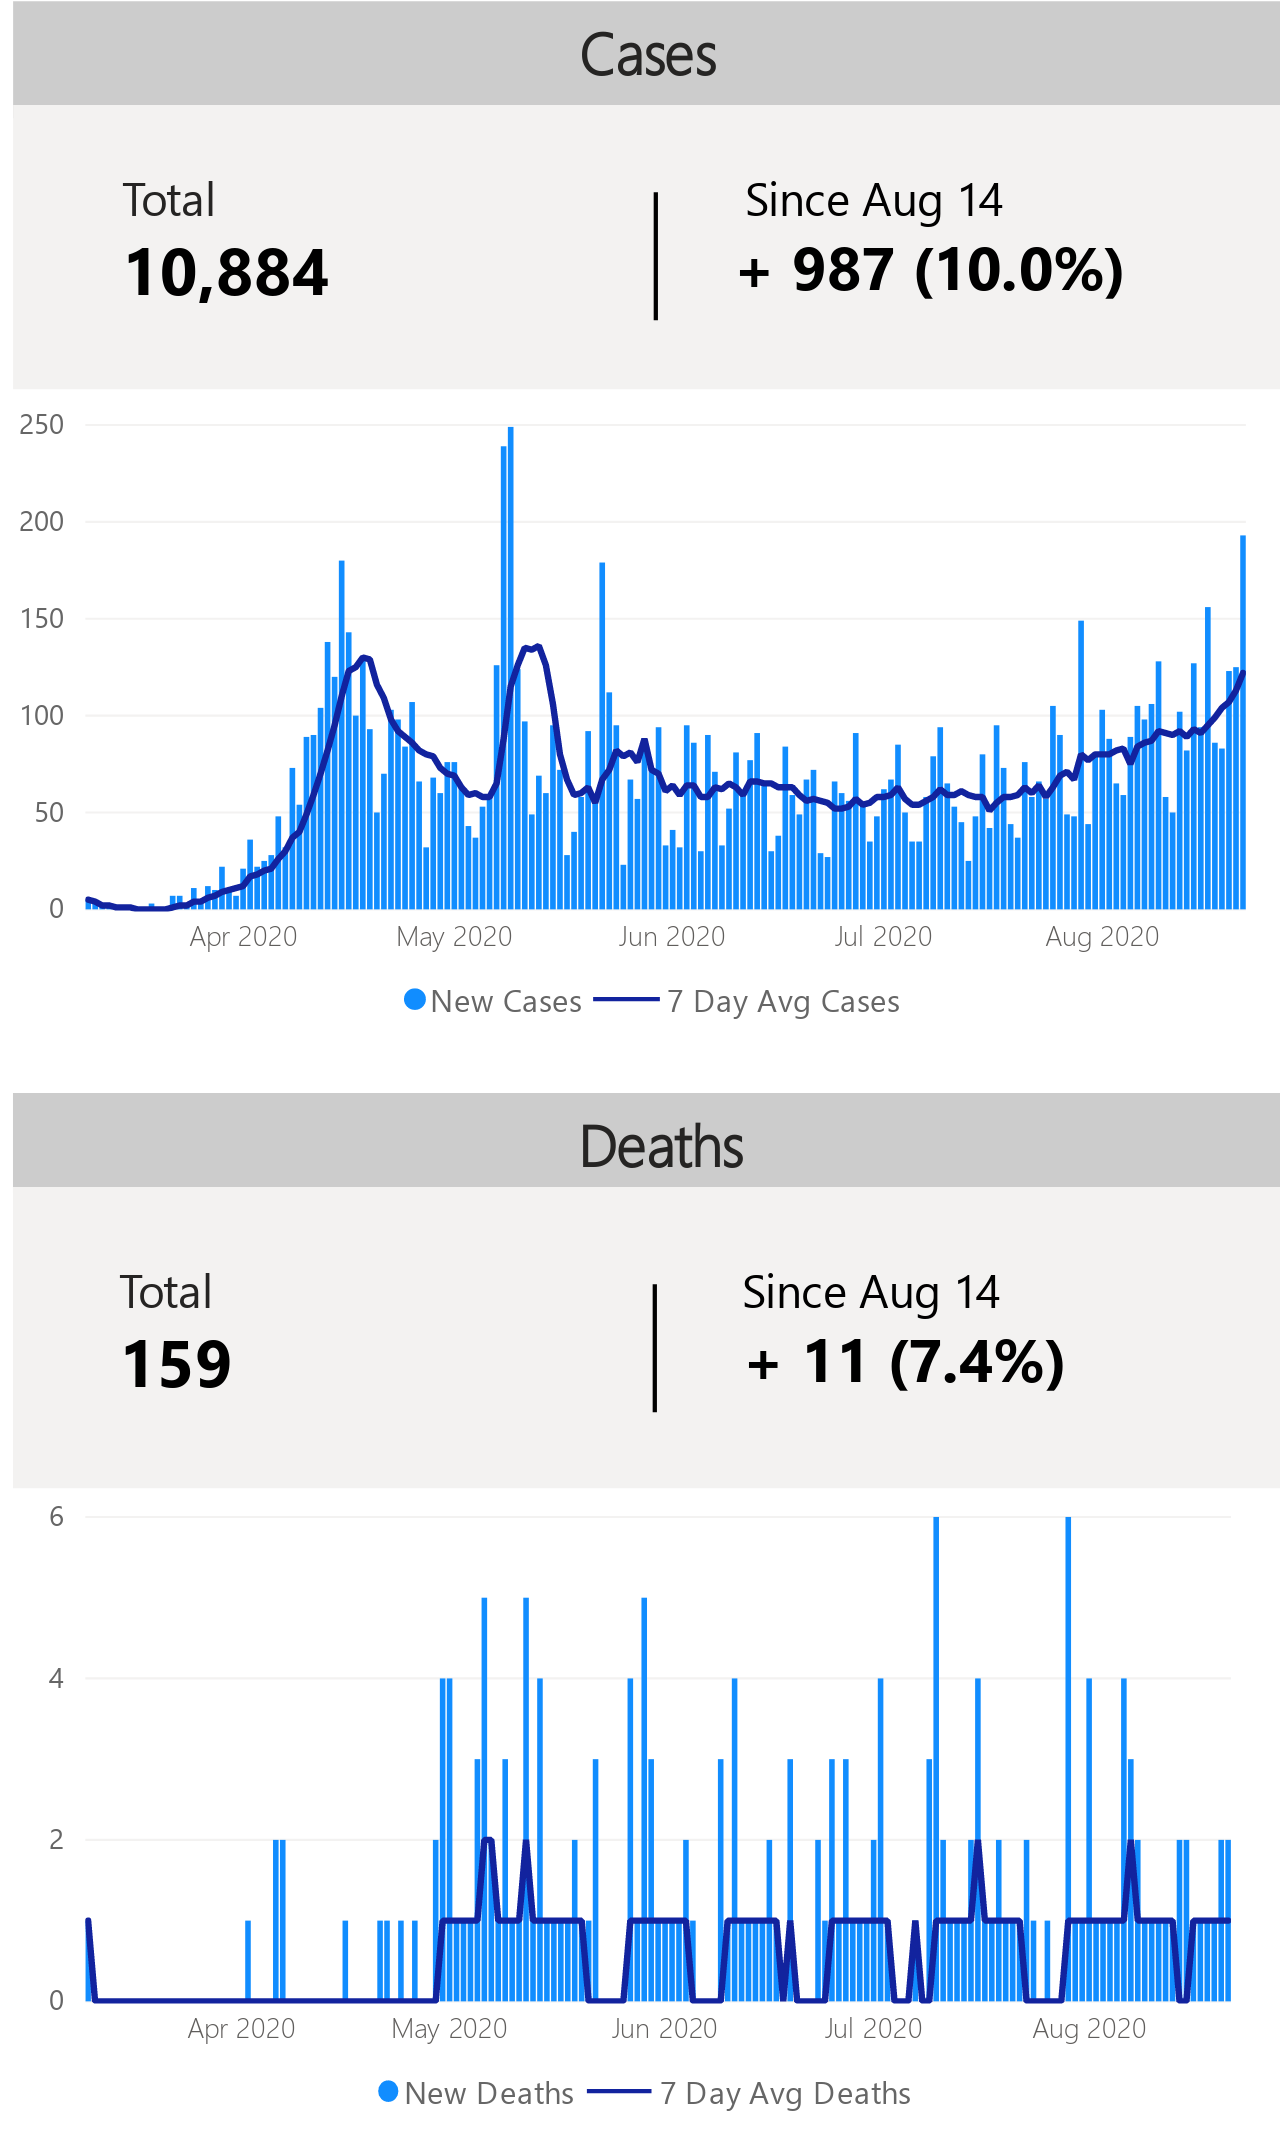 Cases
Total
Since Aug 14
10,884
+ 987 (10.0%)
250
200
150
100
50
0
Apr 2020
May 2020
Jun 2020
Jul 2020
Aug 2020
New Cases
7 Day Avg Cases
Deaths
Total
Since Aug 14
159
+ 11 (7.4%)
6
4
2
0
Apr 2020
May 2020
Jun 2020
Jul 2020
Aug 2020
New Deaths
7 Day Avg Deaths